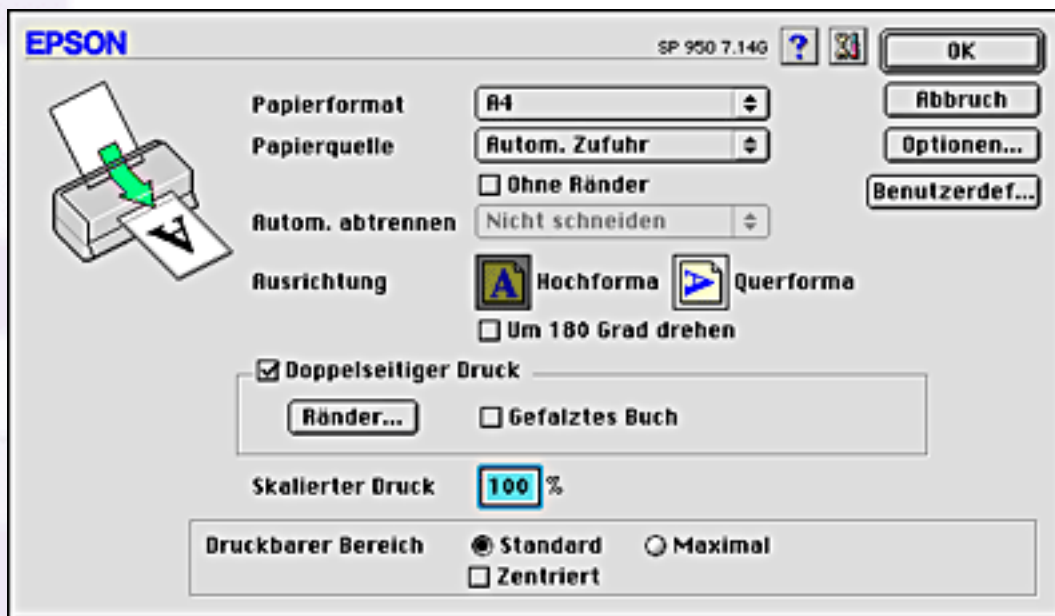 EPSON SP 950 7.14G ? OK
Papierformat A4 Abbruch
Papierquelle Autom. Zufuhr Optionen...
Ohne Ränder Benutzerdef...
Autom. abtrennen Nicht schneiden
Ausrichtung A Hochforma A Querforma
Um 180 Grad drehen
Doppelseitiger Druck
Ränder... Gefalztes Buch
Skalierter Druck 100 %
Druckbarer Bereich Standard Maximal
Zentriert
A